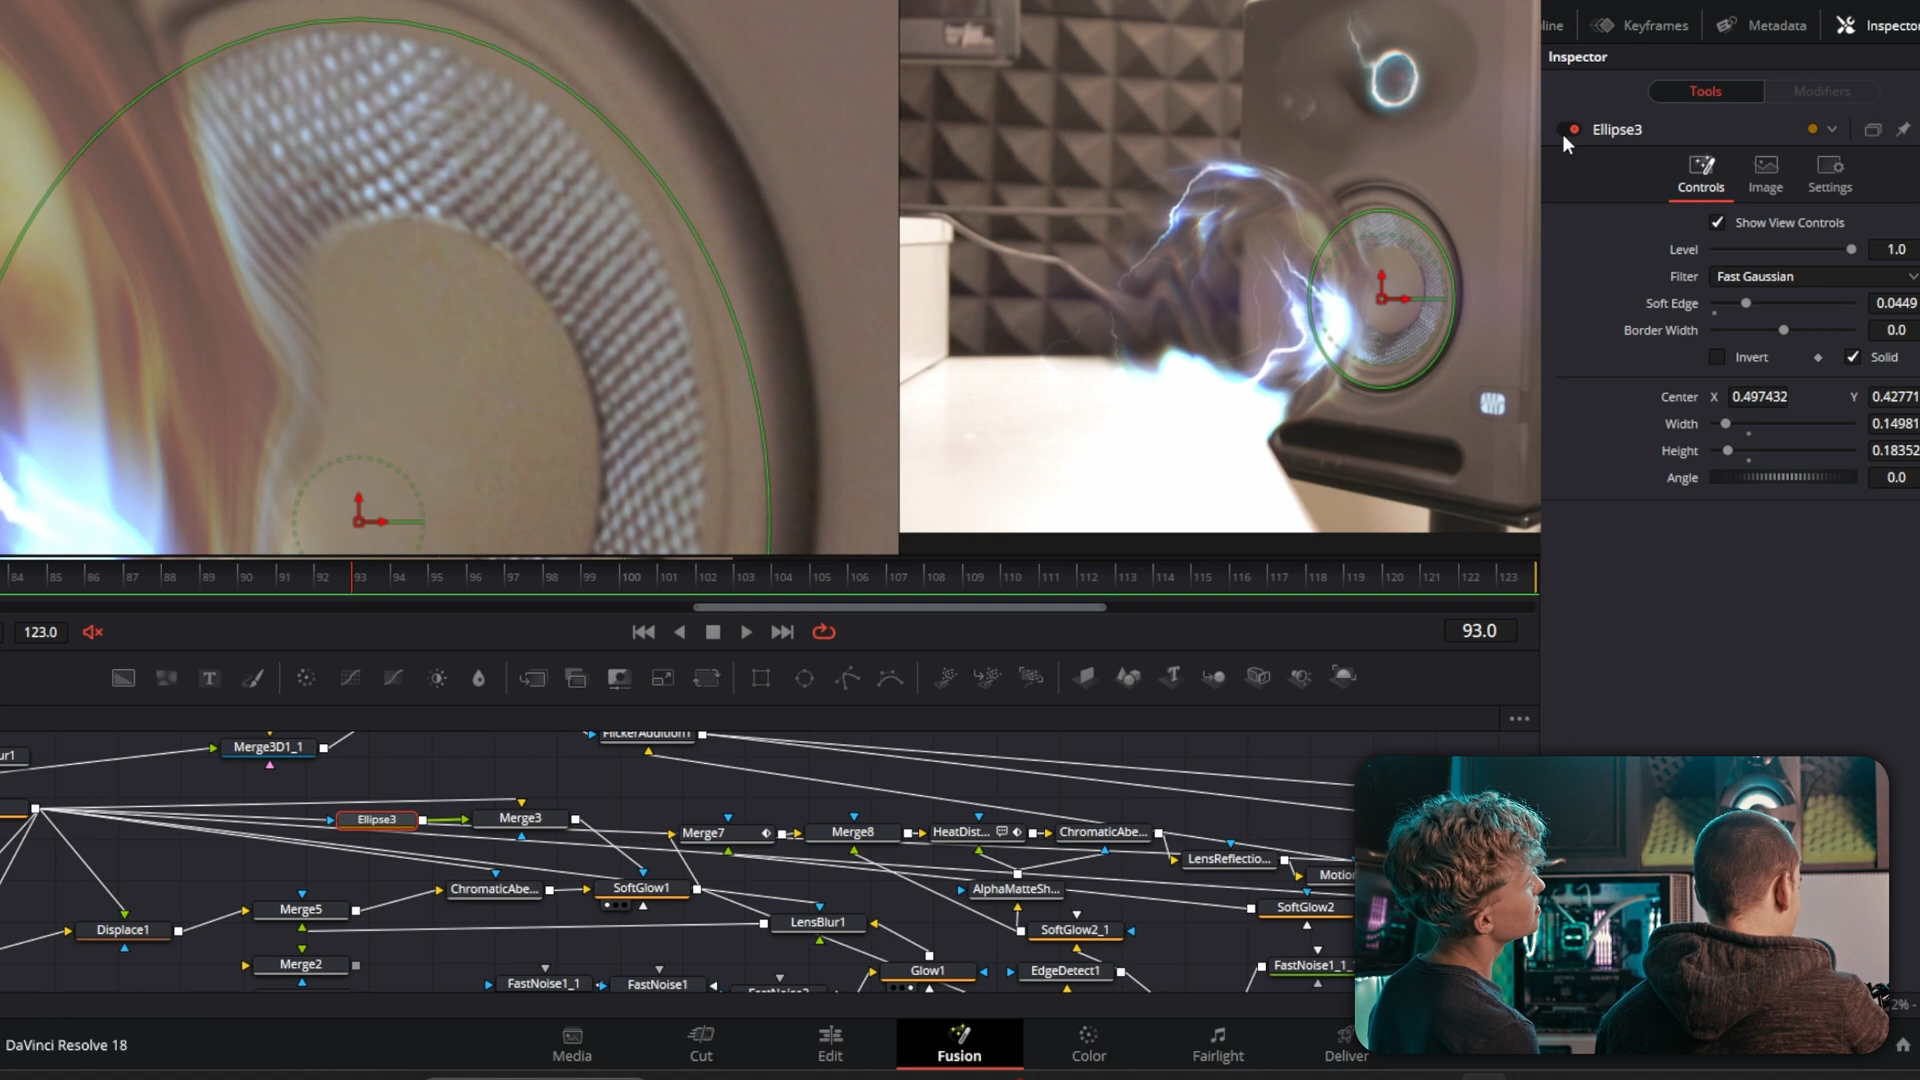 line
Keyframes
Metadata
Inspector
Inspector
Tools
Modifiers
Ellipse3
Controls
Image
Settings
Show View Controls
Level 1.0
Filter Fast Gaussian
Soft Edge 0.0449
Border Width 0.0
Invert Solid
Center X 0.497432 Y 0.42771
Width 0.14981
Height 0.18352
Angle 0.0
84 85 86 87 88 89 90 91 92 93 94 95 96 97 98 99 100 101 102 103 104 105 106 107 108 109 110 111 112 113 114 115 116 117 118 119 120 121 122 123
123.0
93.0
T
T
ur1
Merge3D1_1
FlickerAddition1
Ellipse3
Merge3
Merge7
Merge8
HeatDist...
ChromaticAbe...
LensReflectio...
Motion
ChromaticAbe...
SoftGlow1
AlphaMatteSh...
SoftGlow2
Merge5
Displace1
LensBlur1
SoftGlow2_1
Merge2
Glow1
EdgeDetect1
FastNoise1_1_
FastNoise1_1
FastNoise1
FastNoise2
2% -
DaVinci Resolve 18
Media
Cut
Edit
Fusion
Color
Fairlight
Deliver